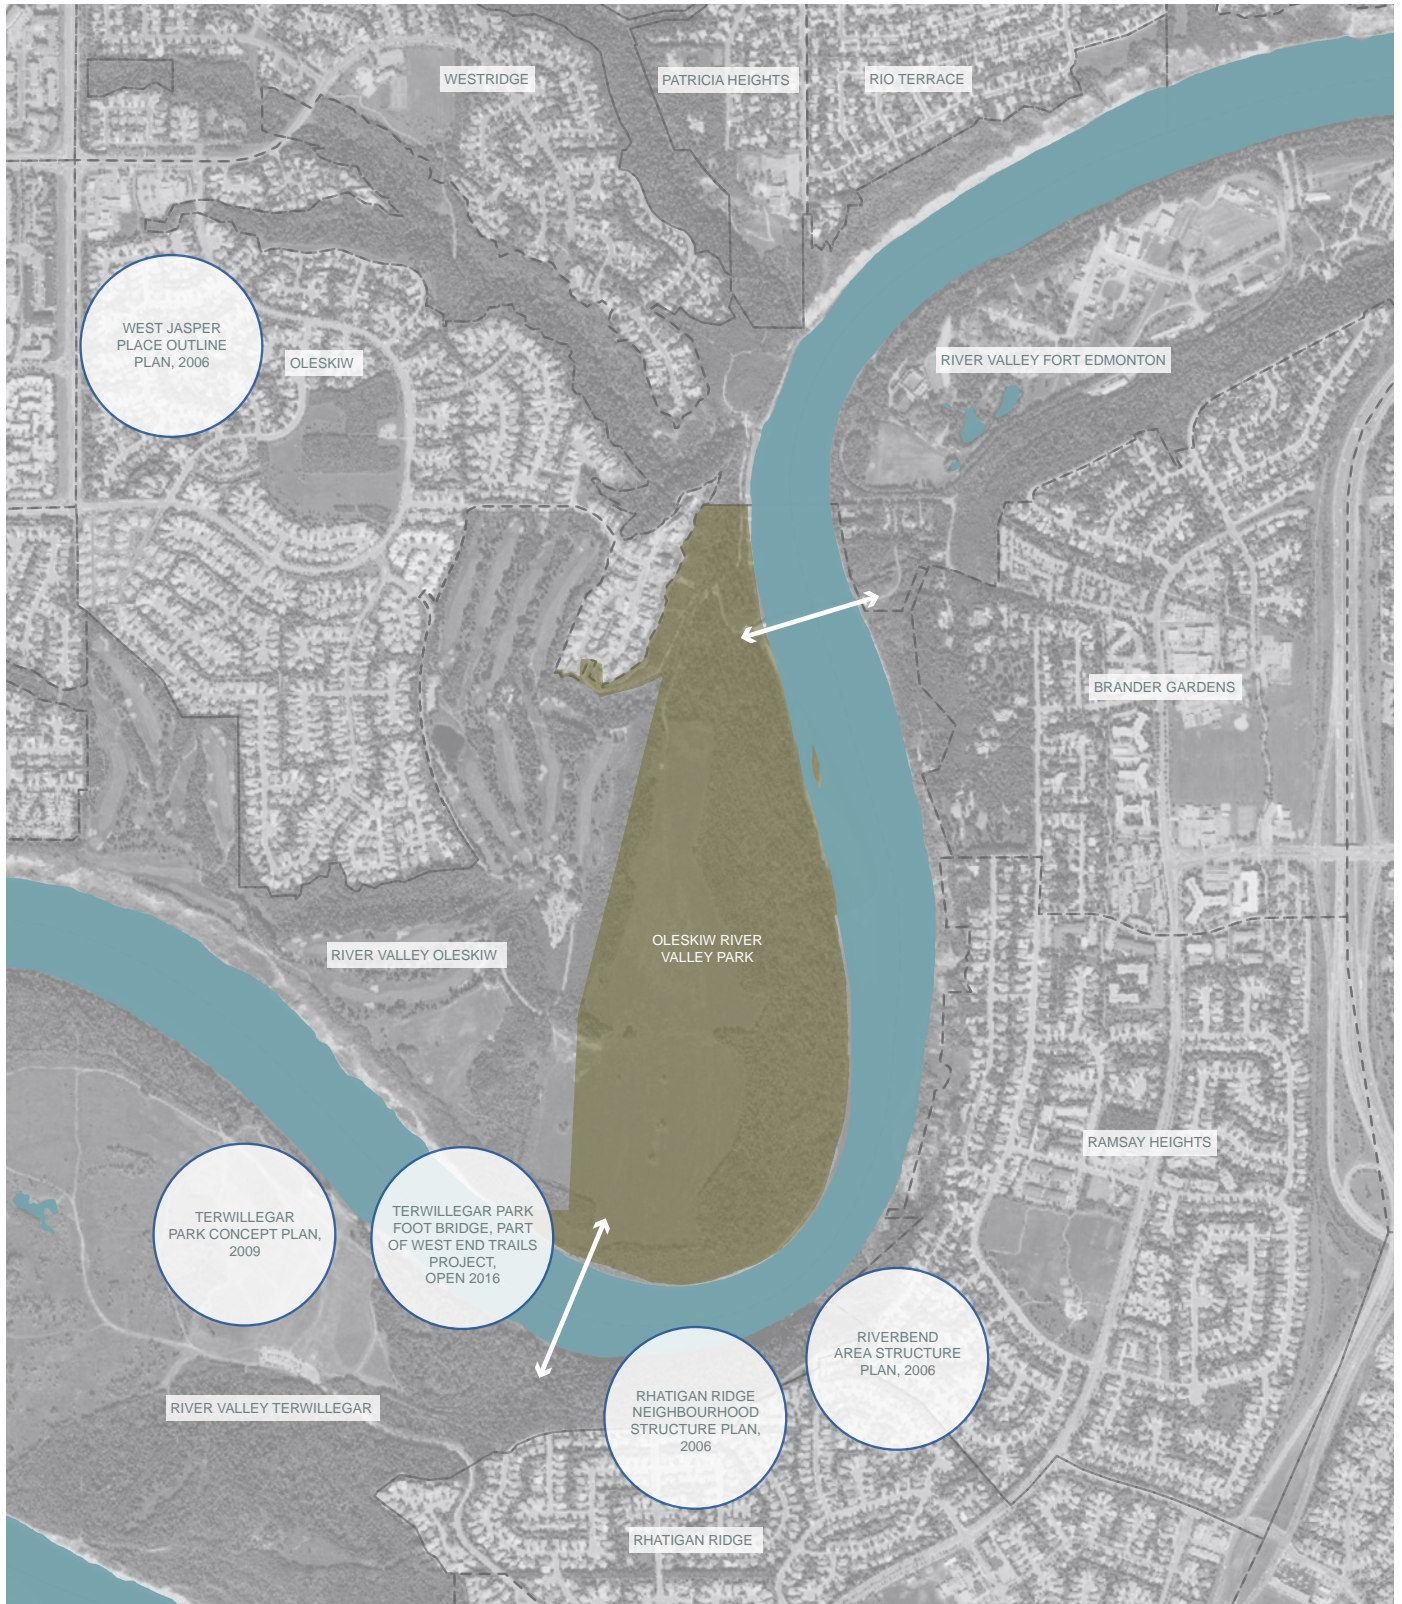 WESTRIDGE
PATRICIA HEIGHTS
RIO TERRACE
WEST JASPER
PLACE OUTLINE
PLAN, 2006
OLESKIW
RIVER VALLEY FORT EDMONTON
BRANDER GARDENS
OLESKIW RIVER
VALLEY PARK
RIVER VALLEY OLESKIW
RAMSAY HEIGHTS
TERWILLEGAR
PARK CONCEPT PLAN,
2009
TERWILLEGAR PARK
FOOT BRIDGE, PART
OF WEST END TRAILS
PROJECT,
OPEN 2016
RIVERBEND
AREA STRUCTURE
PLAN, 2006
RIVER VALLEY TERWILLEGAR
RHATIGAN RIDGE
NEIGHBOURHOOD
STRUCTURE PLAN,
2006
RHATIGAN RIDGE